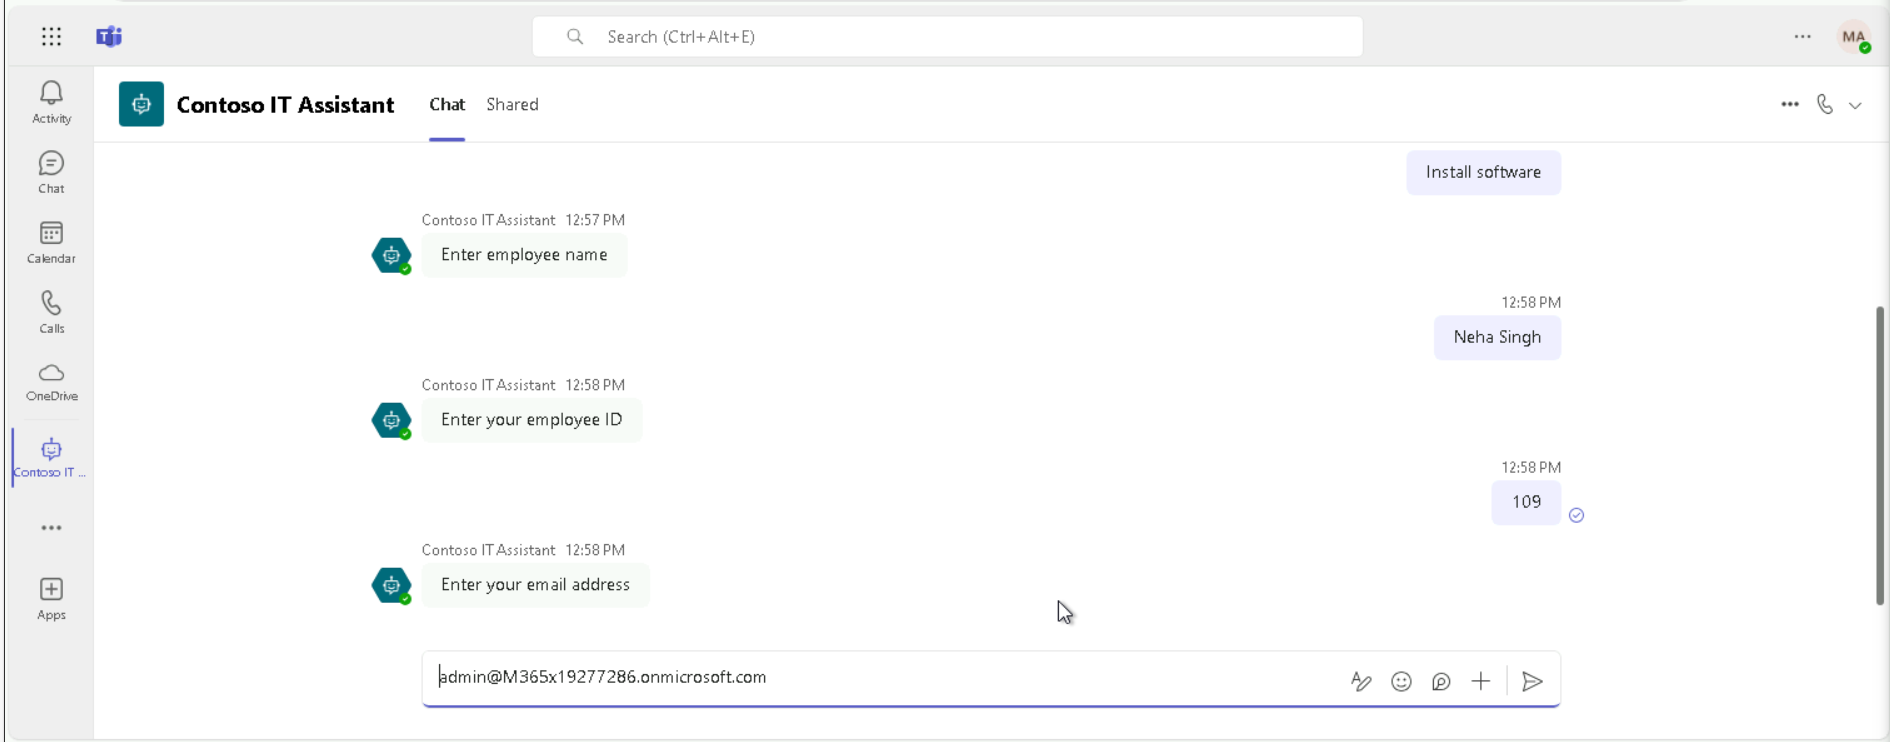 Search (Ctrl+Alt+E)
MA
Activity
Chat
Calendar
Calls
OneDrive
Contoso IT ...
Apps
Contoso IT Assistant Chat Shared
Install software
Contoso IT Assistant 12:57 PM
Enter employee name
12:58 PM
Neha Singh
Contoso IT Assistant 12:58 PM
Enter your employee ID
12:58 PM
109
Contoso IT Assistant 12:58 PM
Enter your email address
admin@M365x19277286.onmicrosoft.com